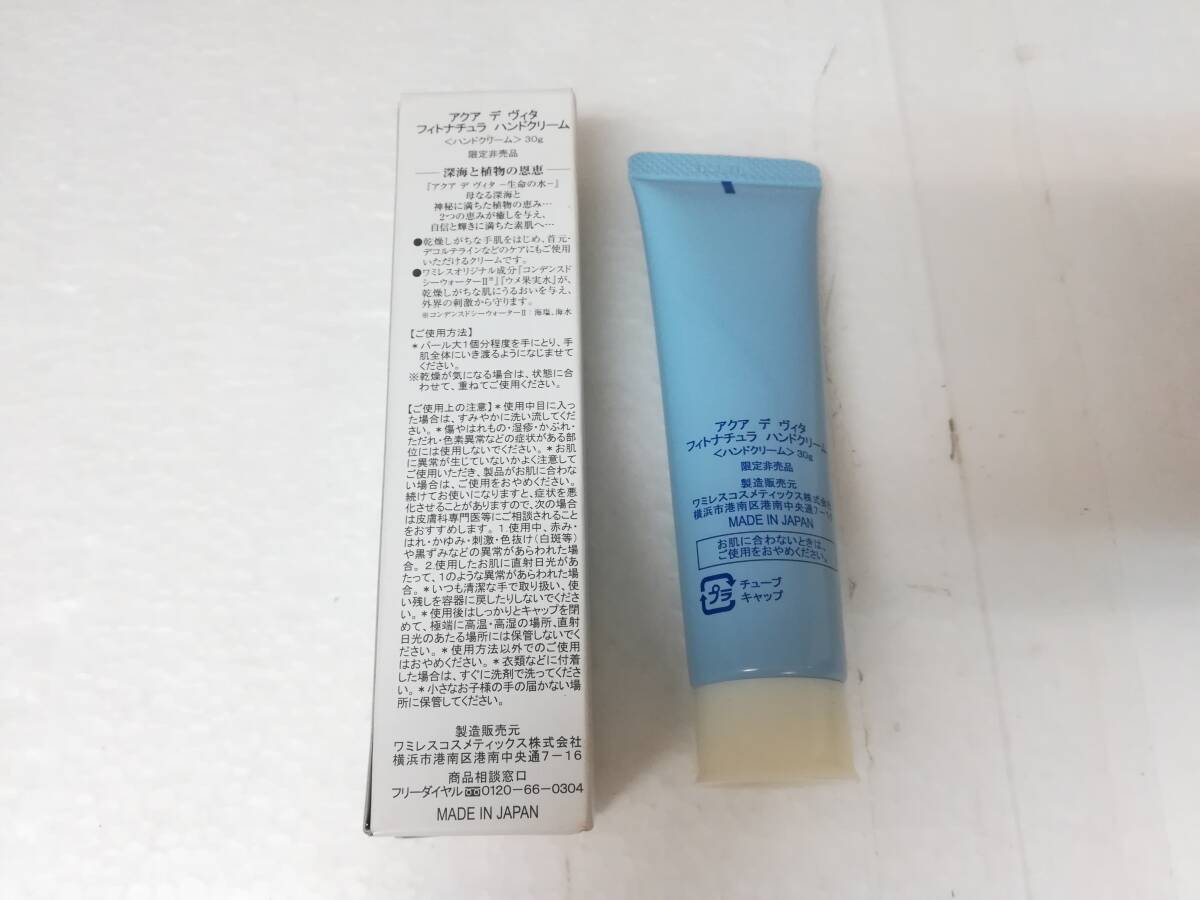 アクア デ ヴィタ
フィトナチュラ ハンドクリーム
〈ハンドクリーム〉30g
限定非売品
深海と植物の恩恵
『アクア デ ヴィタ －生命の水－』
母なる深海と
神秘に満ちた植物の恵み…
2つの恵みが癒しを与え、
自信と輝きに満ちた素肌へ…
●乾燥しがちな手肌をはじめ、首元・
デコルテラインなどのケアにもご使用
いただけるクリームです。
●ワミレスオリジナル成分『コンデンスド
シーウォーターⅡ※』『ウメ果実水』が、
乾燥しがちな肌にうるおいを与え、
外界の刺激から守ります。
※コンデンスドシーウォーターⅡ：海塩、海水
【ご使用方法】
＊パール大1個分程度を手にとり、手
肌全体にいき渡るようになじませて
ください。
※乾燥が気になる場合は、状態に合
わせて、重ねてご使用ください。
【ご使用上の注意】＊使用中目に入っ
た場合は、すみやかに洗い流してくだ
さい。＊傷やはれもの・湿疹・かぶれ・
ただれ・色素異常などの症状がある部
位には使用しないでください。＊お肌
に異常が生じていないかよく注意して
ご使用いただき、製品がお肌に合わな
い場合は、ご使用をおやめください。
続けてお使いになりますと、症状を悪
化させることがありますので、次の場合
は皮膚科専門医等にご相談されること
をおすすめします。1.使用中、赤み・
はれ・かゆみ・刺激・色抜け(白斑等)
や黒ずみなどの異常があらわれた場
合。2.使用したお肌に直射日光があ
たって、1のような異常があらわれた場
合。＊いつも清潔な手で取り扱い、使
い残しを容器に戻したりしないでくださ
い。＊使用後はしっかりとキャップを閉
めて、極端に高温・高湿の場所、直射
日光のあたる場所には保管しないでく
ださい。＊使用方法以外でのご使用
はおやめください。＊衣類などに付着
した場合は、すぐに洗剤で洗ってくださ
い。＊小さなお子様の手の届かない場
所に保管してください。
製造販売元
ワミレスコスメティックス株式会社
横浜市港南区港南中央通7－16
商品相談窓口
フリーダイヤル 0120－66－0304
MADE IN JAPAN
アクア デ ヴィタ
フィトナチュラ ハンドクリーム
〈ハンドクリーム〉30g
限定非売品
製造販売元
ワミレスコスメティックス株式会社
横浜市港南区港南中央通7－16
MADE IN JAPAN
お肌に合わないときは、
ご使用をおやめください。
プラ
チューブ
キャップ